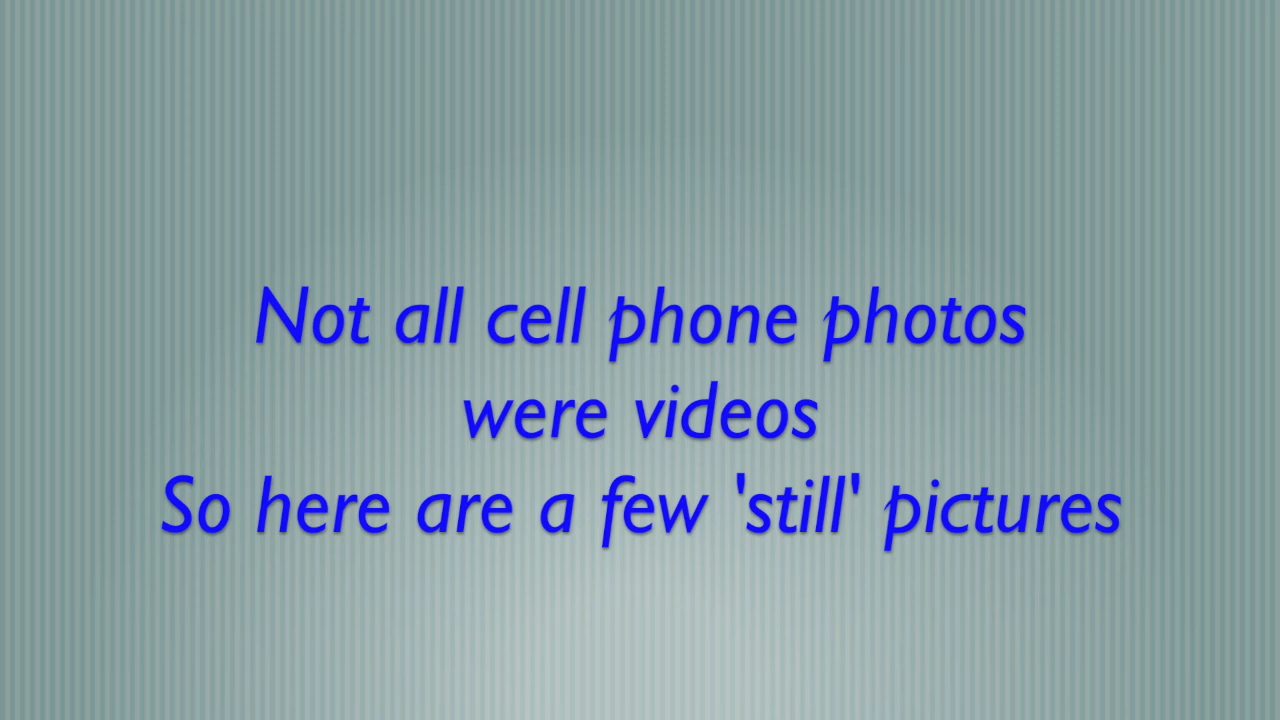 Not all cell phone photos
were videos
So here are a few 'still' pictures